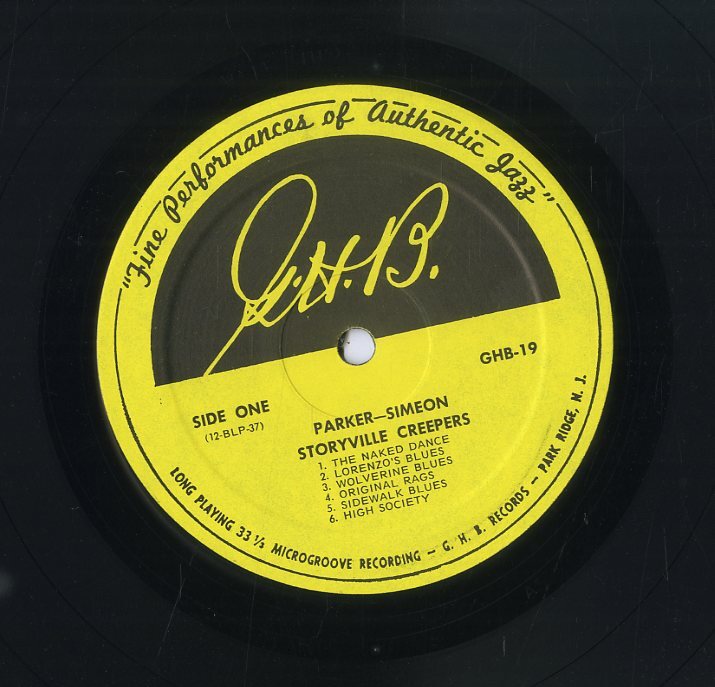 "Fine Performances of Authentic Jazz"
G.H.B.
GHB-19
SIDE ONE
(12-BLP-37)
PARKER—SIMEON
STORYVILLE CREEPERS
1. THE NAKED DANCE
2. LORENZO'S BLUES
3. WOLVERINE BLUES
4. ORIGINAL RAGS
5. SIDEWALK BLUES
6. HIGH SOCIETY
LONG PLAYING 33 ⅓ MICROGROOVE RECORDING — G. H. B. RECORDS — PARK RIDGE, N. J.